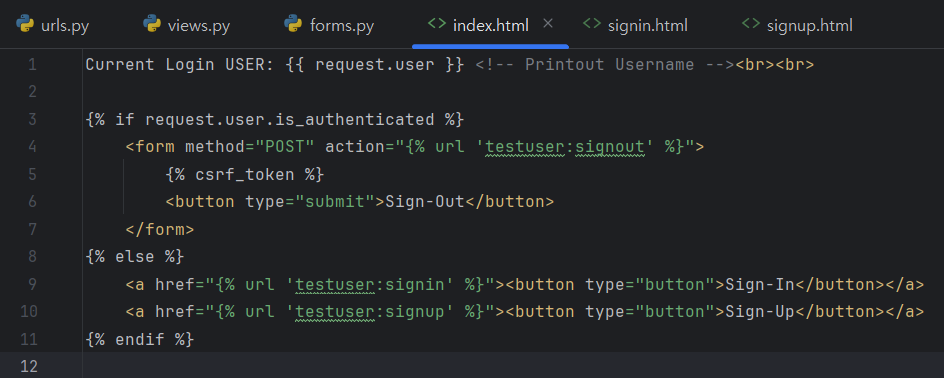 urls.py views.py forms.py <> index.html × <> signin.html <> signup.html
1 Current Login USER: {{ request.user }} <!-- Printout Username --><br><br>
2
3 {% if request.user.is_authenticated %}
4     <form method="POST" action="{% url 'testuser:signout' %}">
5         {% csrf_token %}
6         <button type="submit">Sign-Out</button>
7     </form>
8 {% else %}
9     <a href="{% url 'testuser:signin' %}"><button type="button">Sign-In</button></a>
10     <a href="{% url 'testuser:signup' %}"><button type="button">Sign-Up</button></a>
11 {% endif %}
12